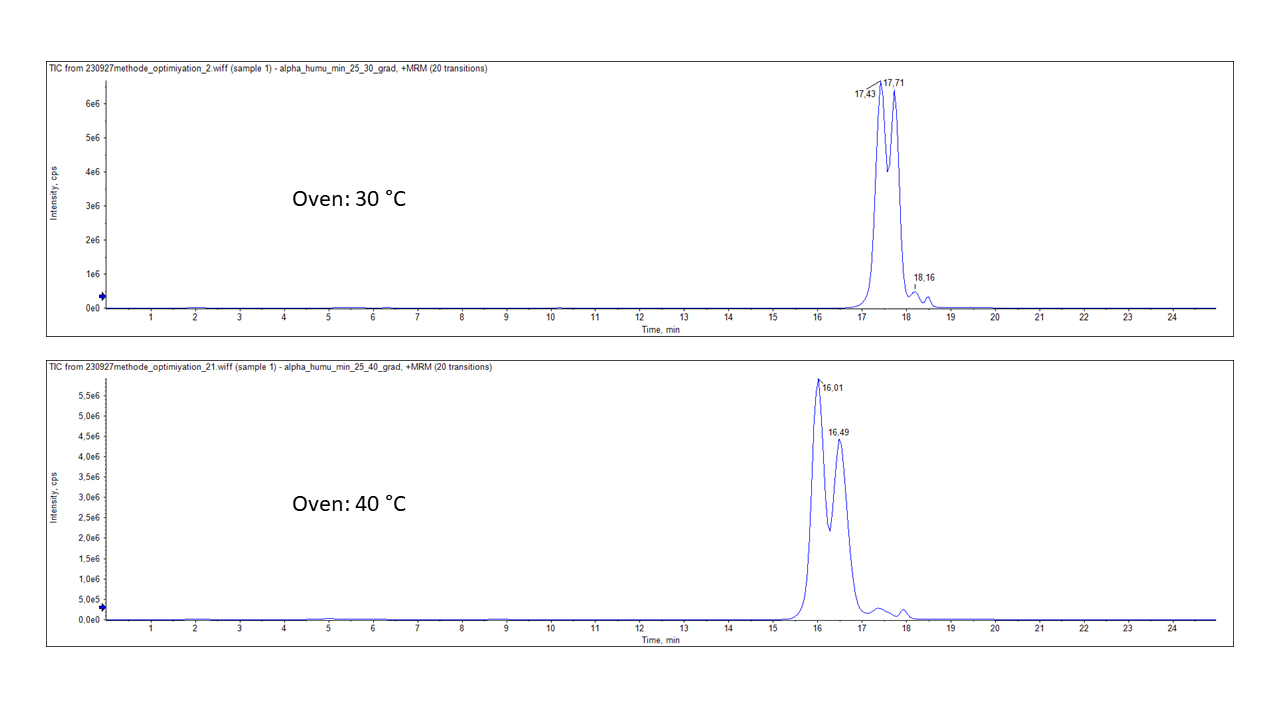 TIC from 230927methode_optimiyation_2.wiff (sample 1) - alpha_humu_min_25_30_grad, +MRM (20 transitions)
17,71
17,43
6e6
5e6
4e6
3e6
2e6
1e6
0e0
Intensity, cps
Oven: 30 °C
18,16
1 2 3 4 5 6 7 8 9 10 11 12 13 14 15 16 17 18 19 20 21 22 23 24
Time, min
TIC from 230927methode_optimiyation_21.wiff (sample 1) - alpha_humu_min_25_40_grad, +MRM (20 transitions)
16,01
16,49
5,5e6
5,0e6
4,5e6
4,0e6
3,5e6
3,0e6
2,5e6
2,0e6
1,5e6
1,0e6
5,0e5
0,0e0
Intensity, cps
Oven: 40 °C
1 2 3 4 5 6 7 8 9 10 11 12 13 14 15 16 17 18 19 20 21 22 23 24
Time, min